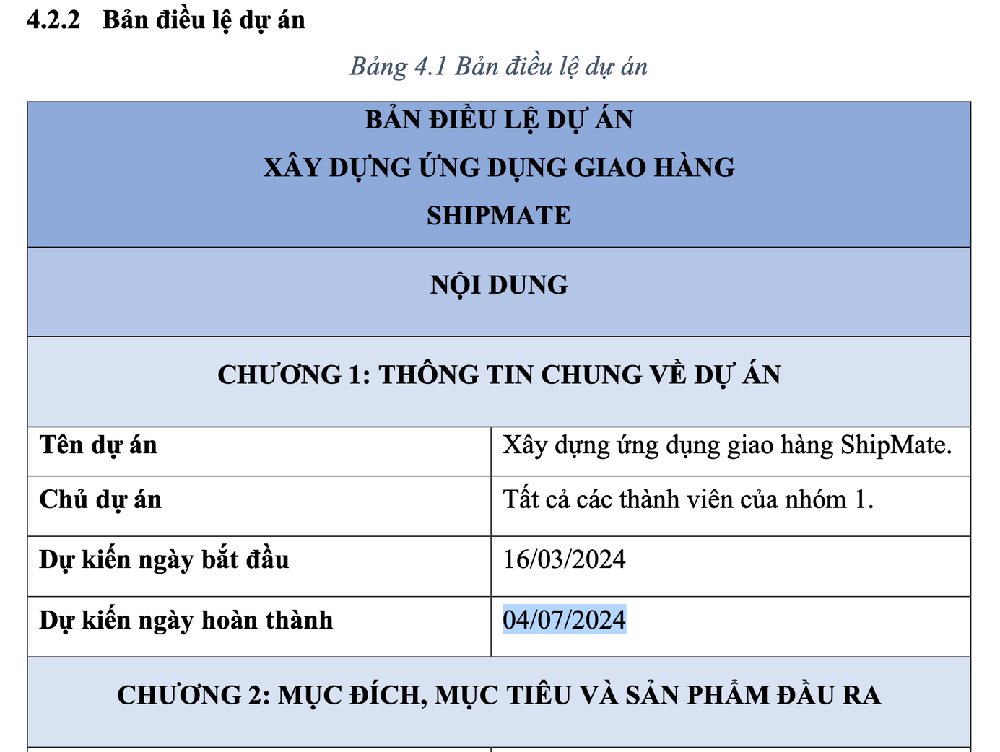 4.2.2 Bản điều lệ dự án
Bảng 4.1 Bản điều lệ dự án
BẢN ĐIỀU LỆ DỰ ÁN
XÂY DỰNG ỨNG DỤNG GIAO HÀNG
SHIPMATE
NỘI DUNG
CHƯƠNG 1: THÔNG TIN CHUNG VỀ DỰ ÁN
Tên dự án Xây dựng ứng dụng giao hàng ShipMate.
Chủ dự án Tất cả các thành viên của nhóm 1.
Dự kiến ngày bắt đầu 16/03/2024
Dự kiến ngày hoàn thành 04/07/2024
CHƯƠNG 2: MỤC ĐÍCH, MỤC TIÊU VÀ SẢN PHẨM ĐẦU RA